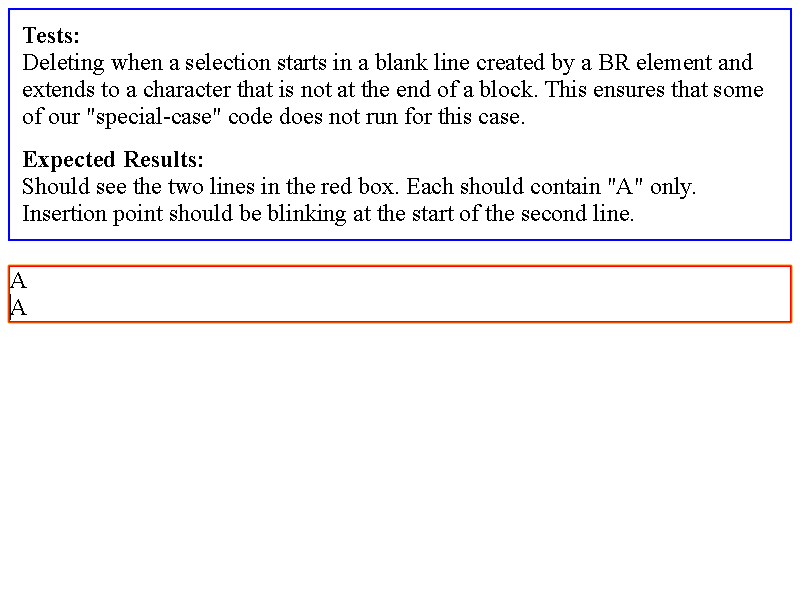 Tests:
Deleting when a selection starts in a blank line created by a BR element and
extends to a character that is not at the end of a block. This ensures that some
of our "special-case" code does not run for this case.
Expected Results:
Should see the two lines in the red box. Each should contain "A" only.
Insertion point should be blinking at the start of the second line.
A
A